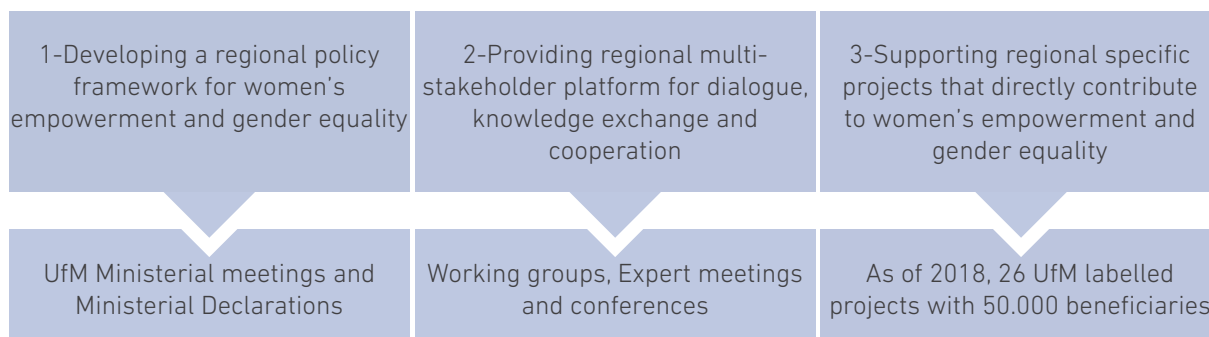 1-Developing a regional policy
framework for women's
empowerment and gender equality
2-Providing regional multi-
stakeholder platform for dialogue,
knowledge exchange and
cooperation
3-Supporting regional specific
projects that directly contribute
to women's empowerment and
gender equality
UfM Ministerial meetings and
Ministerial Declarations
Working groups, Expert meetings
and conferences
As of 2018, 26 UfM labelled
projects with 50.000 beneficiaries